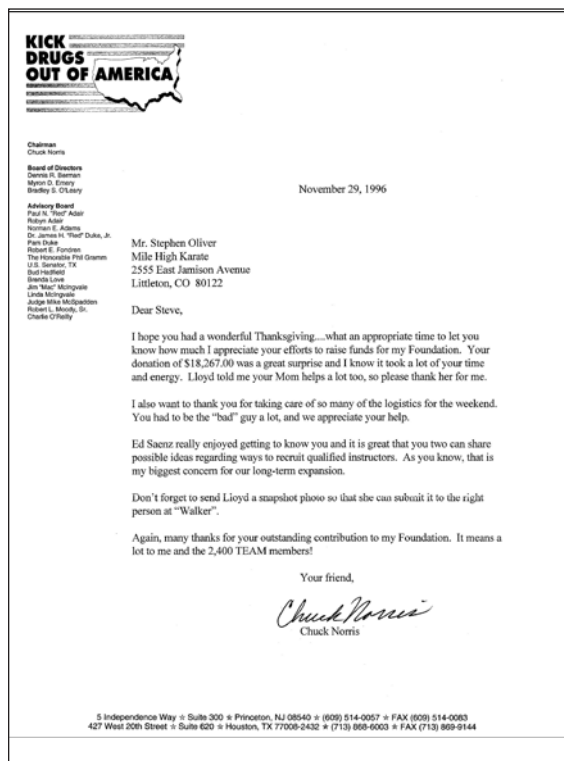 KICK
DRUGS
OUT OF AMERICA
Chairman
Chuck Norris
Board of Directors
Dennis R. Berman
Myron D. Emery
Bradley S. O'Leary
Advisory Board
Paul N. "Red" Adair
Robyn Adair
Norman E. Adams
Dr. James H. "Red" Duke, Jr.
Pam Duke
Robert E. Fondren
The Honorable Phil Gramm
U.S. Senator, TX
Bud Hadfield
Brenda Love
Jim "Mac" McIngvale
Linda McIngvale
Judge Mike McSpadden
Robert L. Moody, Sr.
Charlie O'Reilly
November 29, 1996
Mr. Stephen Oliver
Mile High Karate
2555 East Jamison Avenue
Littleton, CO 80122
Dear Steve,
I hope you had a wonderful Thanksgiving....what an appropriate time to let you
know how much I appreciate your efforts to raise funds for my Foundation. Your
donation of $18,267.00 was a great surprise and I know it took a lot of your time
and energy. Lloyd told me your Mom helps a lot too, so please thank her for me.
I also want to thank you for taking care of so many of the logistics for the weekend.
You had to be the "bad" guy a lot, and we appreciate your help.
Ed Saenz really enjoyed getting to know you and it is great that you two can share
possible ideas regarding ways to recruit qualified instructors. As you know, that is
my biggest concern for our long-term expansion.
Don't forget to send Lloyd a snapshot photo so that she can submit it to the right
person at "Walker".
Again, many thanks for your outstanding contribution to my Foundation. It means a
lot to me and the 2,400 TEAM members!
Your friend,
Chuck Norris
Chuck Norris
5 Independence Way ☆ Suite 300 ☆ Princeton, NJ 08540 ☆ (609) 514-0057 ☆ FAX (609) 514-0083
427 West 20th Street ☆ Suite 620 ☆ Houston, TX 77008-2432 ☆ (713) 868-6003 ☆ FAX (713) 869-9144